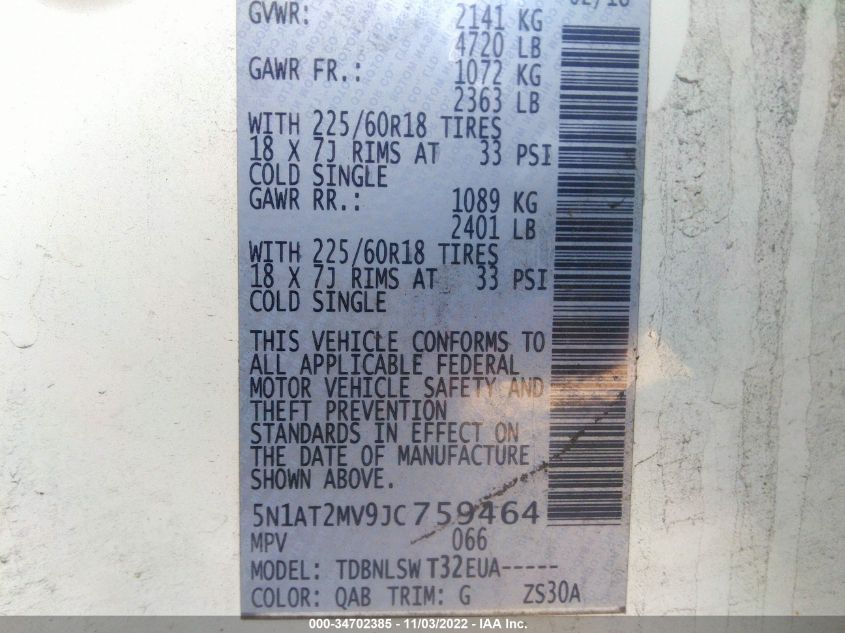 02/18
GVWR: 2141 KG
4720 LB
GAWR FR.: 1072 KG
2363 LB
WITH 225/60R18 TIRES
18 X 7J RIMS AT 33 PSI
COLD SINGLE
GAWR RR.: 1089 KG
2401 LB
WITH 225/60R18 TIRES
18 X 7J RIMS AT 33 PSI
COLD SINGLE
THIS VEHICLE CONFORMS TO
ALL APPLICABLE FEDERAL
MOTOR VEHICLE SAFETY AND
THEFT PREVENTION
STANDARDS IN EFFECT ON
THE DATE OF MANUFACTURE
SHOWN ABOVE.
5N1AT2MV9JC759464
MPV 066
MODEL: TDBNLSW T32EUA-----
COLOR: QAB TRIM: G ZS30A
000-34702385 - 11/03/2022 - IAA Inc.